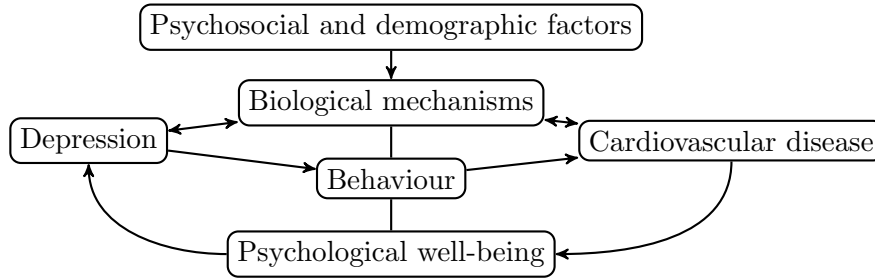 Psychosocial and demographic factors
Biological mechanisms
Depression
Cardiovascular disease
Behaviour
Psychological well-being